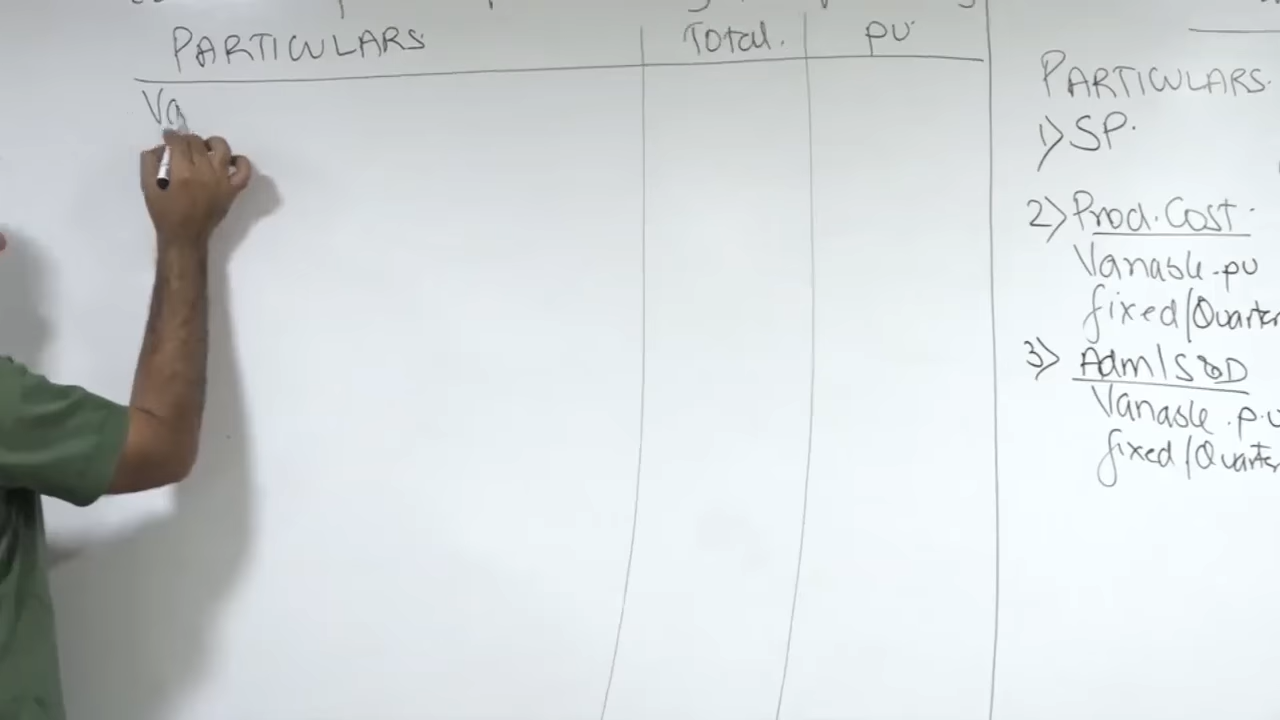 PARTICULARS Total. pu
Va
PARTICULARS.
1) SP.
2) Prod. Cost.
Variable. pu
fixed/Quarter
3) Adm/S&D
Variable. p.u
fixed/Quarter